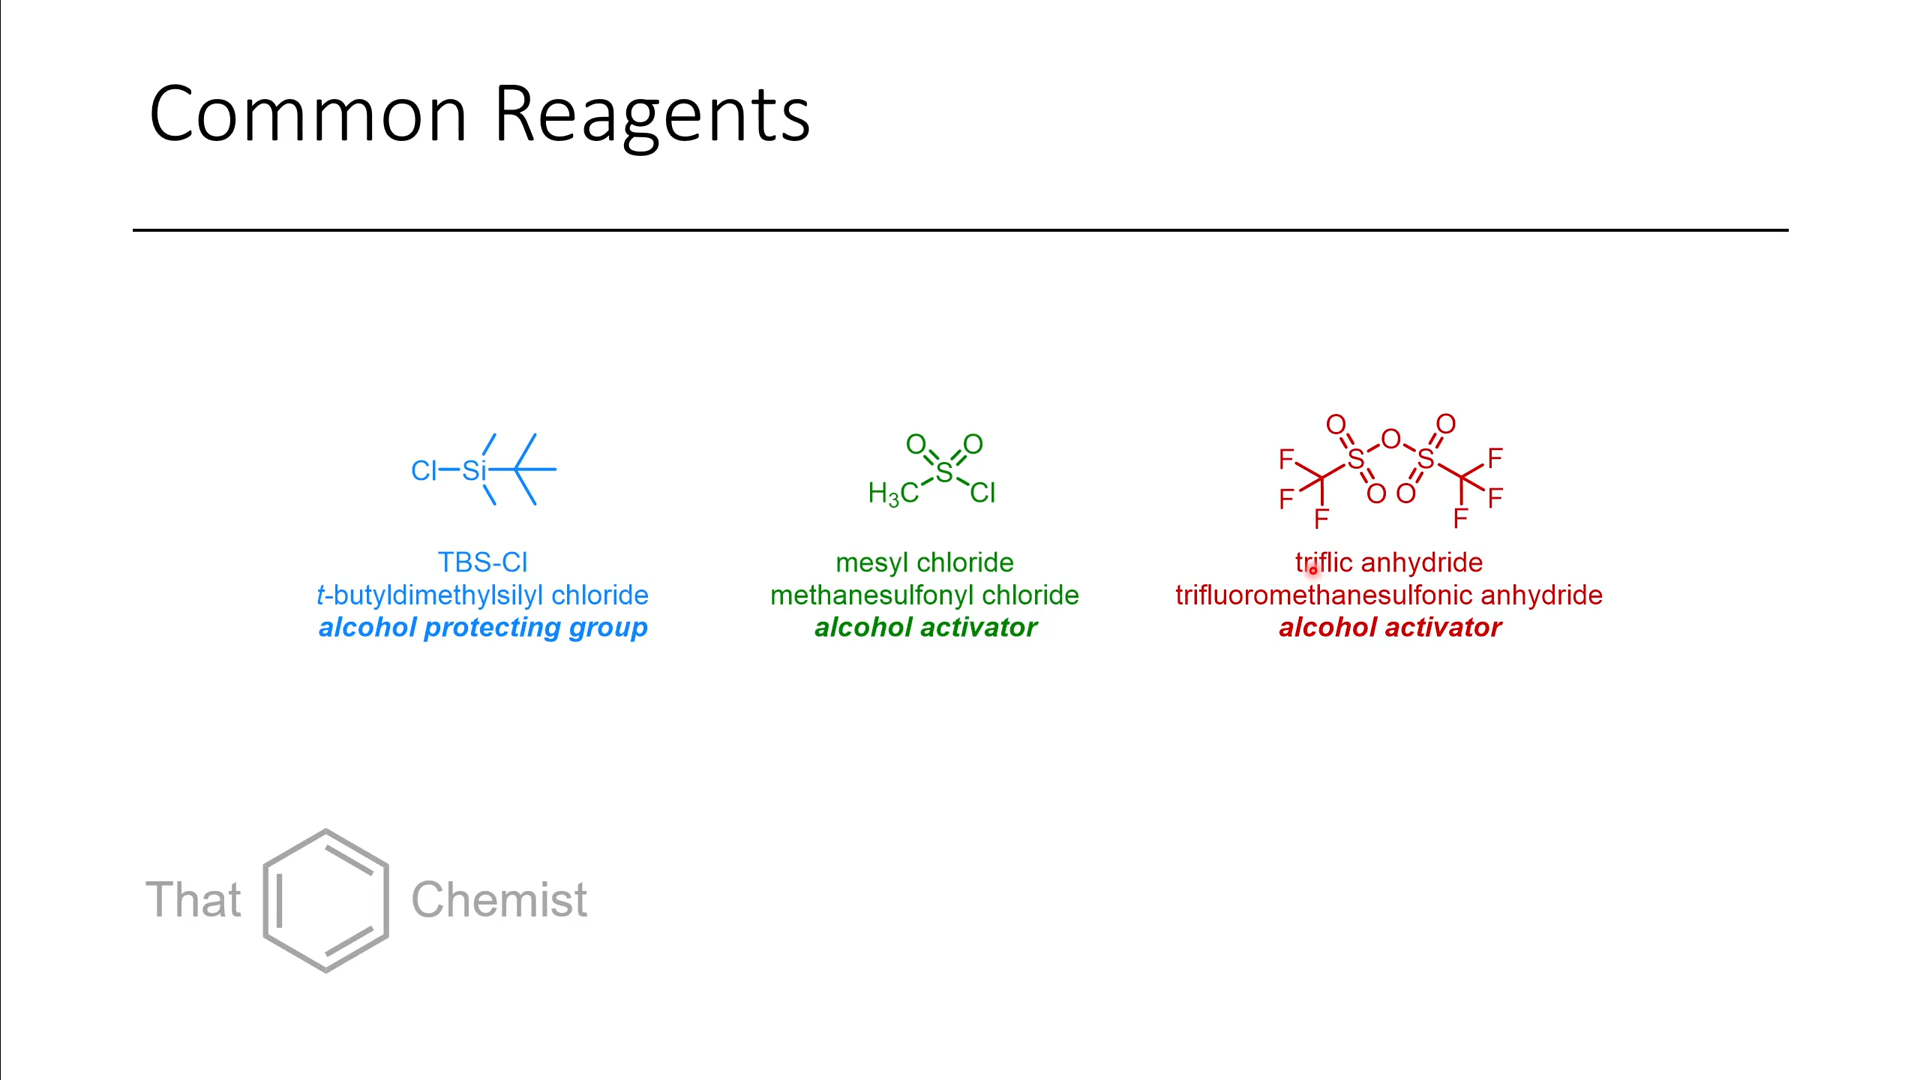 Common Reagents
Cl Si
O O S H₃C Cl
O O O F S S F F O O F F F
TBS-Cl
t-butyldimethylsilyl chloride
alcohol protecting group
mesyl chloride
methanesulfonyl chloride
alcohol activator
triflic anhydride
trifluoromethanesulfonic anhydride
alcohol activator
That Chemist